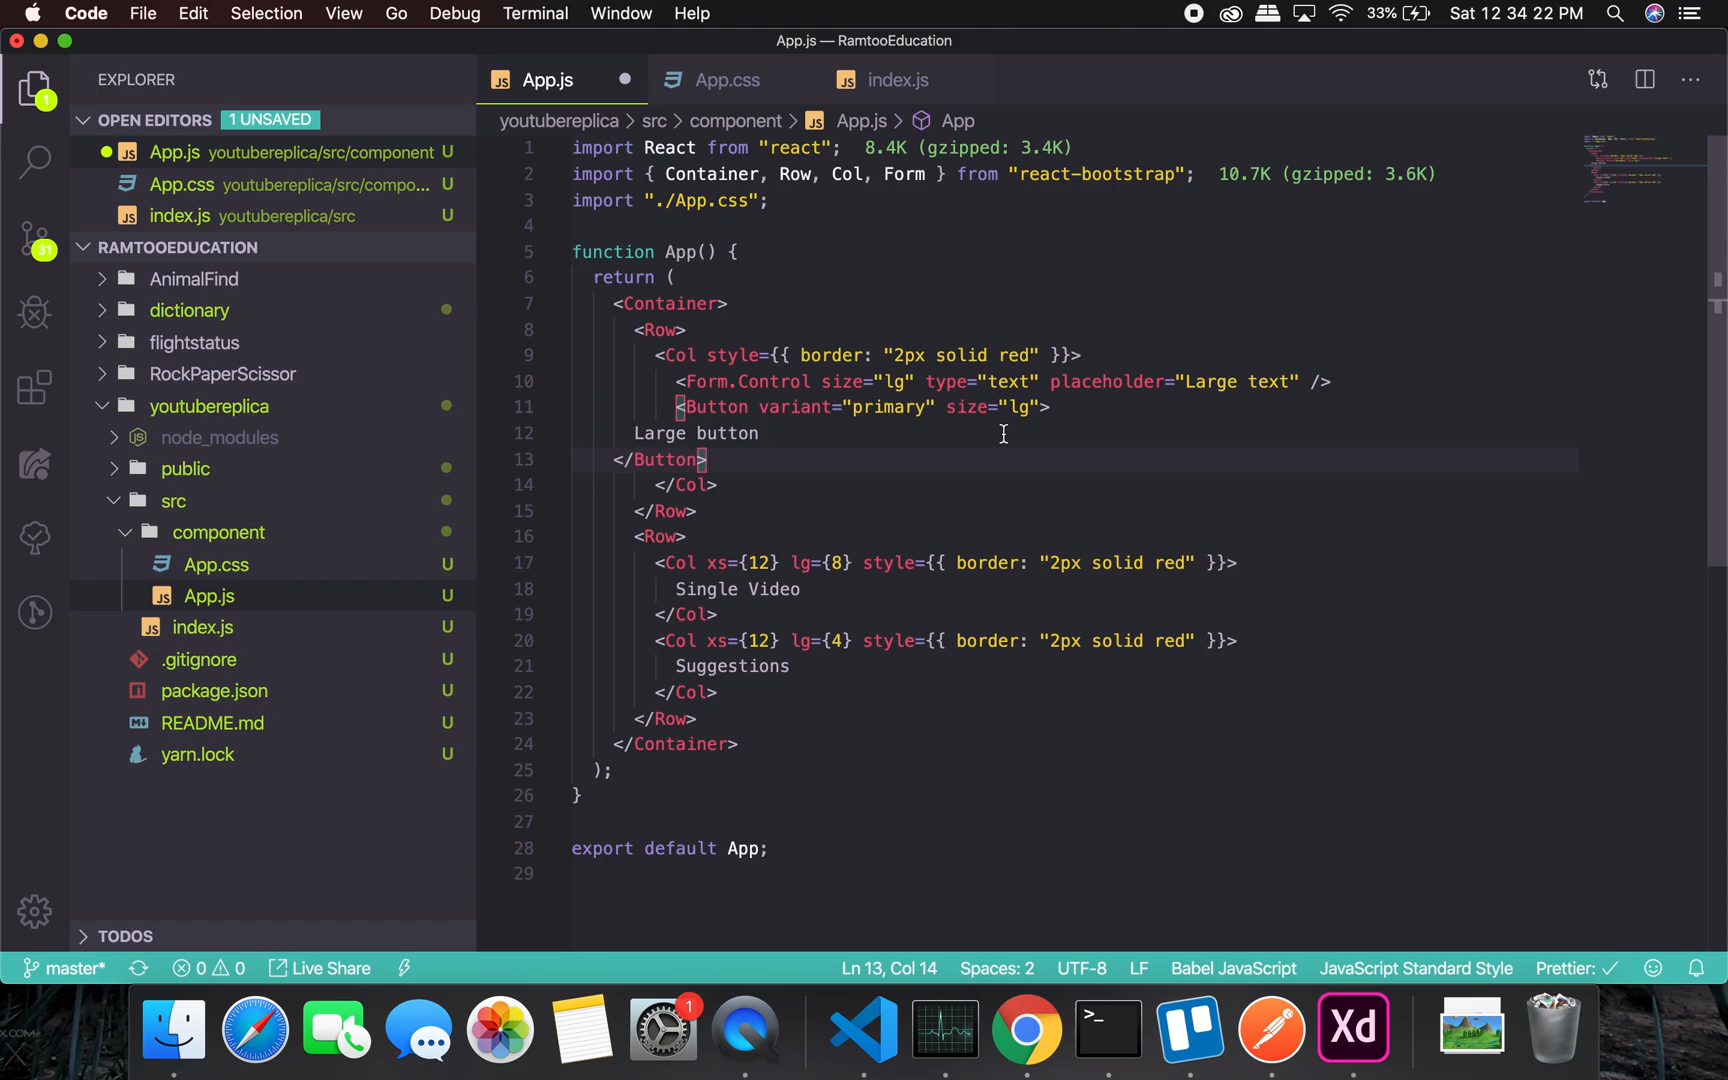 Code File Edit Selection View Go Debug Terminal Window Help 33% Sat 12 34 22 PM
App.js — RamtooEducation
EXPLORER
OPEN EDITORS 1 UNSAVED
App.js youtubereplica/src/component U
App.css youtubereplica/src/compo... U
index.js youtubereplica/src U
RAMTOOEDUCATION
AnimalFind
dictionary
flightstatus
RockPaperScissor
youtubereplica
node_modules
public
src
component
App.css U
App.js U
index.js U
.gitignore U
package.json U
README.md U
yarn.lock U
TODOS
1
31
App.js App.css index.js
youtubereplica > src > component > App.js > App
1 import React from "react"; 8.4K (gzipped: 3.4K)
2 import { Container, Row, Col, Form } from "react-bootstrap"; 10.7K (gzipped: 3.6K)
3 import "./App.css";
4
5 function App() {
6 return (
7 <Container>
8 <Row>
9 <Col style={{ border: "2px solid red" }}>
10 <Form.Control size="lg" type="text" placeholder="Large text" />
11 <Button variant="primary" size="lg">
12 Large button
13 </Button>
14 </Col>
15 </Row>
16 <Row>
17 <Col xs={12} lg={8} style={{ border: "2px solid red" }}>
18 Single Video
19 </Col>
20 <Col xs={12} lg={4} style={{ border: "2px solid red" }}>
21 Suggestions
22 </Col>
23 </Row>
24 </Container>
25 );
26 }
27
28 export default App;
29
master* 0 0 Live Share Ln 13, Col 14 Spaces: 2 UTF-8 LF Babel JavaScript JavaScript Standard Style Prettier: ✓
1
>_
Xd